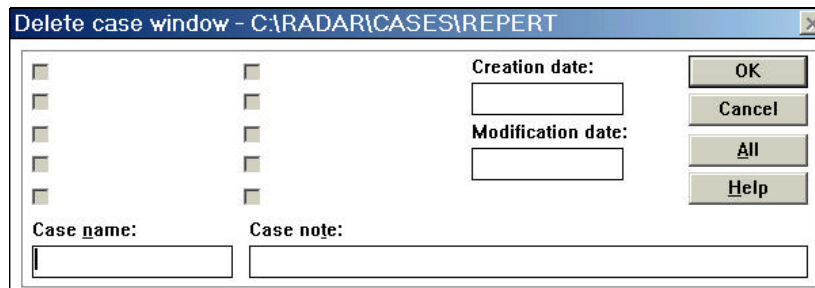 Delete case window - C:\RADAR\CASES\REPERT
Creation date:
OK
Cancel
Modification date:
All
Help
Case name:
Case note: